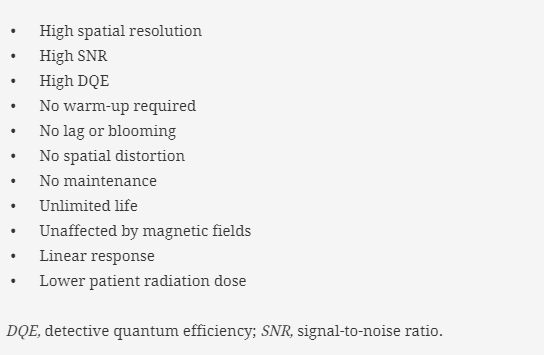 • High spatial resolution
• High SNR
• High DQE
• No warm-up required
• No lag or blooming
• No spatial distortion
• No maintenance
• Unlimited life
• Unaffected by magnetic fields
• Linear response
• Lower patient radiation dose
DQE, detective quantum efficiency; SNR, signal-to-noise ratio.